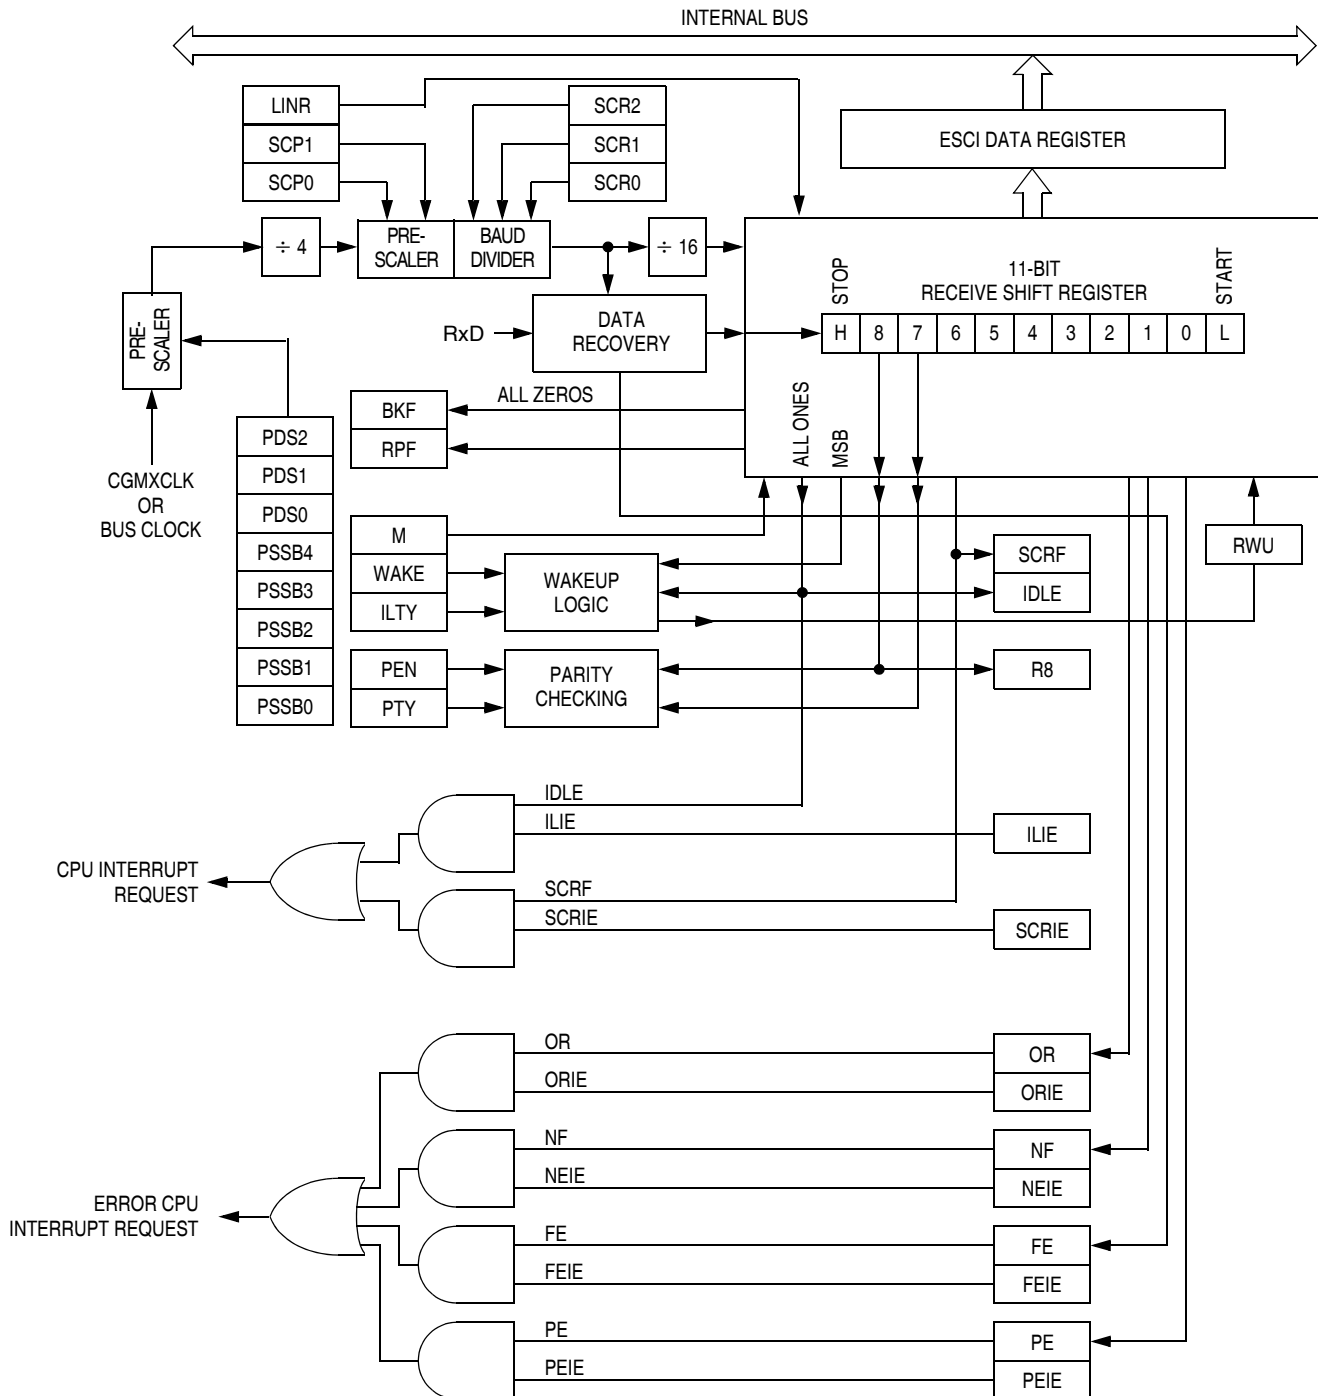 INTERNAL BUS
LINR
SCP1
SCP0
SCR2
SCR1
SCR0
ESCI DATA REGISTER
÷ 4
PRE-
SCALER
BAUD
DIVIDER
÷ 16
PRE-
SCALER
RxD
DATA
RECOVERY
STOP
11-BIT
RECEIVE SHIFT REGISTER
START
H 8 7 6 5 4 3 2 1 0 L
ALL ZEROS
ALL ONES
MSB
BKF
RPF
CGMXCLK
OR
BUS CLOCK
PDS2
PDS1
PDS0
PSSB4
PSSB3
PSSB2
PSSB1
PSSB0
M
WAKE
ILTY
WAKEUP
LOGIC
SCRF
IDLE
RWU
PEN
PTY
PARITY
CHECKING
R8
IDLE
ILIE
ILIE
CPU INTERRUPT
REQUEST
SCRF
SCRIE
SCRIE
OR
ORIE
OR
ORIE
NF
NEIE
NF
NEIE
ERROR CPU
INTERRUPT REQUEST
FE
FEIE
FE
FEIE
PE
PEIE
PE
PEIE